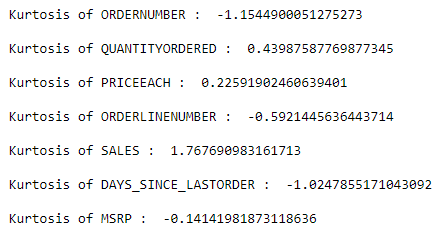 Kurtosis of ORDERNUMBER :  -1.1544900051275273
Kurtosis of QUANTITYORDERED :  0.43987587769877345
Kurtosis of PRICEEACH :  0.22591902460639401
Kurtosis of ORDERLINENUMBER :  -0.5921445636443714
Kurtosis of SALES :  1.767690983161713
Kurtosis of DAYS_SINCE_LASTORDER :  -1.0247855171043092
Kurtosis of MSRP :  -0.14141981873118636